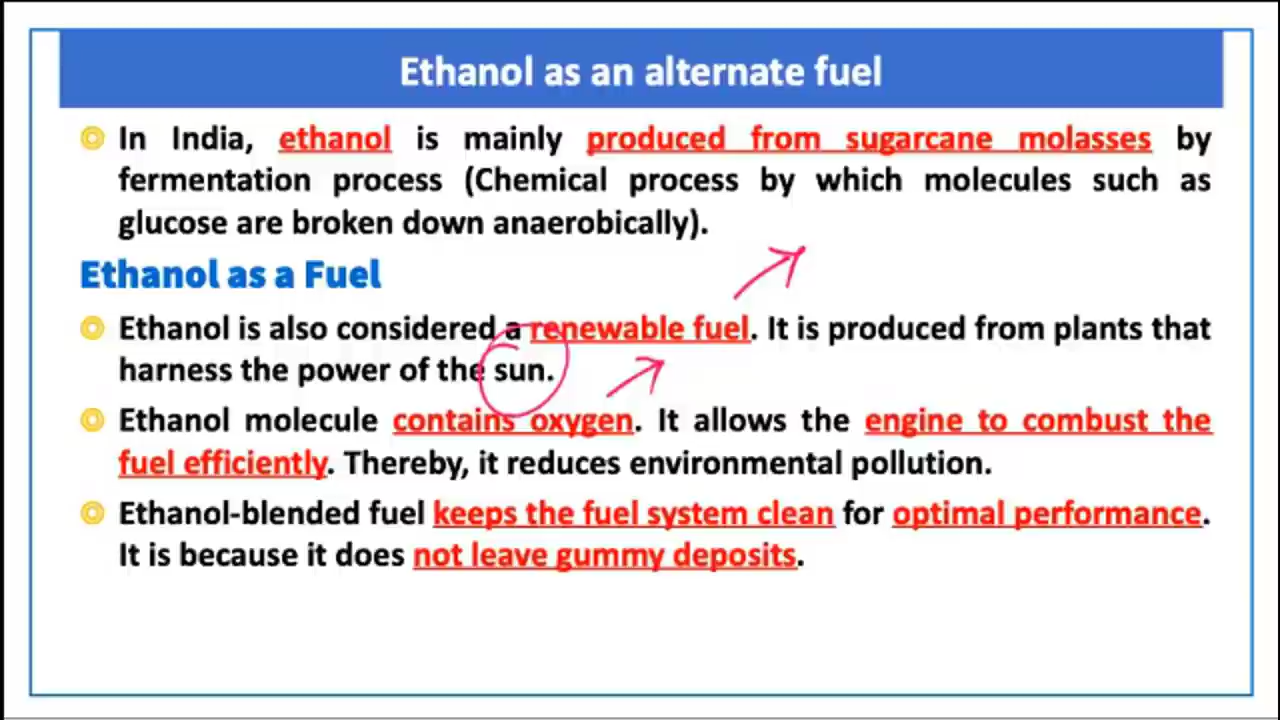 Ethanol as an alternate fuel
In India, ethanol is mainly produced from sugarcane molasses by
fermentation process (Chemical process by which molecules such as
glucose are broken down anaerobically).
Ethanol as a Fuel
Ethanol is also considered a renewable fuel. It is produced from plants that
harness the power of the sun.
Ethanol molecule contains oxygen. It allows the engine to combust the
fuel efficiently. Thereby, it reduces environmental pollution.
Ethanol-blended fuel keeps the fuel system clean for optimal performance.
It is because it does not leave gummy deposits.